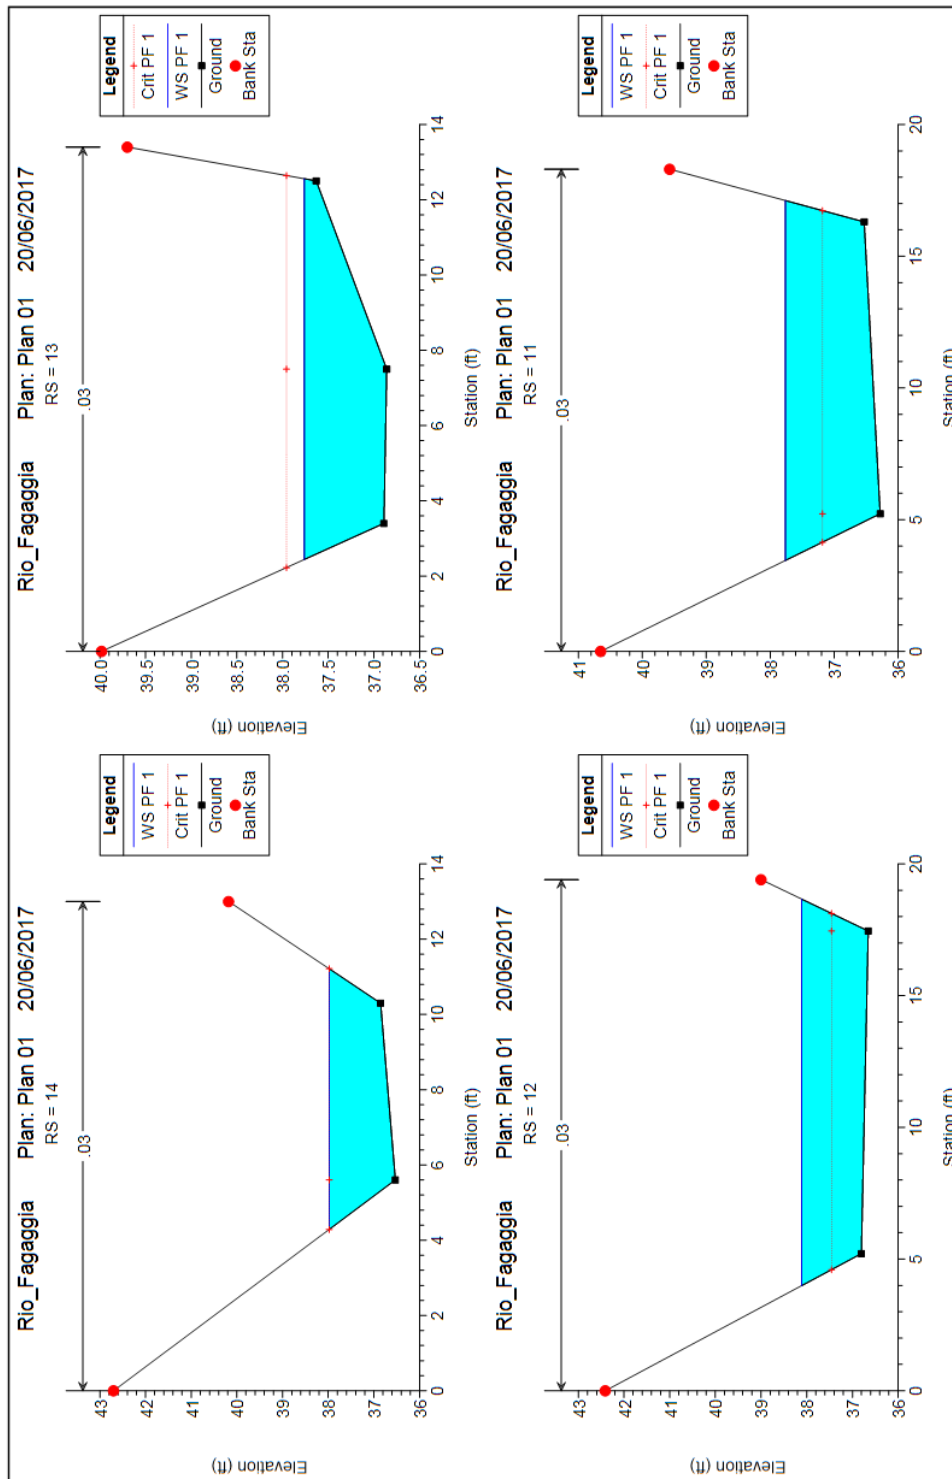 Rio_Fagaggia Plan: Plan 01 20/06/2017
RS = 14
.03
43
42
41
40
39
38
37
36
Elevation (ft)
0 2 4 6 8 10 12 14
Station (ft)
Legend
WS PF 1
Crit PF 1
Ground
Bank Sta
Rio_Fagaggia Plan: Plan 01 20/06/2017
RS = 13
.03
40.0
39.5
39.0
38.5
38.0
37.5
37.0
36.5
Elevation (ft)
0 2 4 6 8 10 12 14
Station (ft)
Legend
Crit PF 1
WS PF 1
Ground
Bank Sta
Rio_Fagaggia Plan: Plan 01 20/06/2017
RS = 12
.03
43
42
41
40
39
38
37
36
Elevation (ft)
0 5 10 15 20
Station (ft)
Legend
WS PF 1
Crit PF 1
Ground
Bank Sta
Rio_Fagaggia Plan: Plan 01 20/06/2017
RS = 11
.03
41
40
39
38
37
36
Elevation (ft)
0 5 10 15 20
Station (ft)
Legend
WS PF 1
Crit PF 1
Ground
Bank Sta